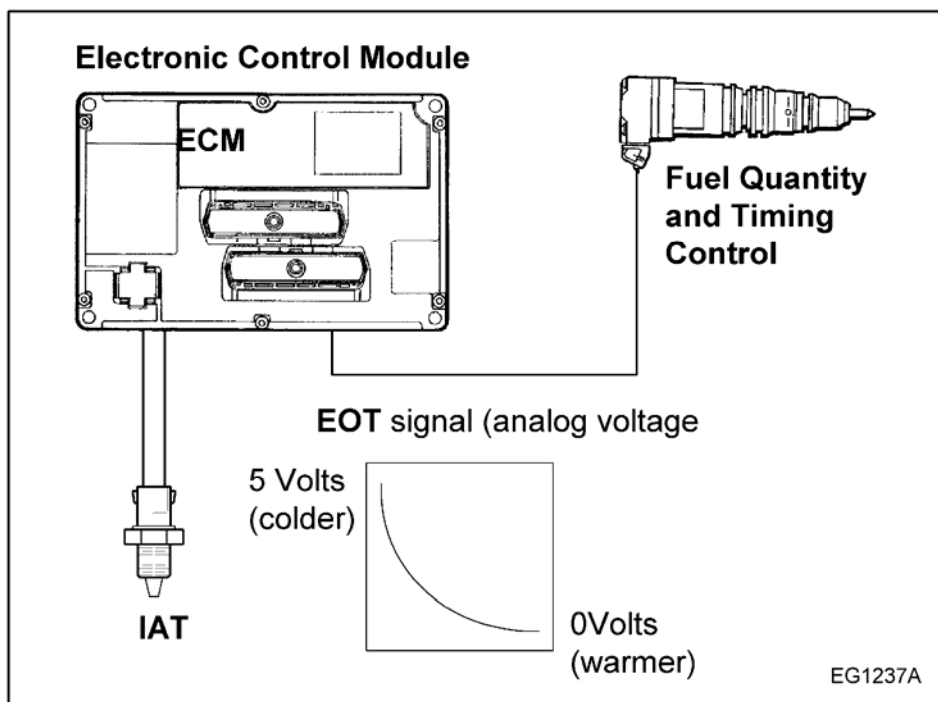 Electronic Control Module
ECM
Fuel Quantity
and Timing
Control
EOT signal (analog voltage
5 Volts
(colder)
IAT
0Volts
(warmer)
EG1237A